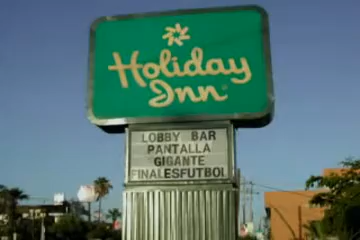 Holiday
Inn
LOBBY BAR
PANTALLA
GIGANTE
FINALESFUTBOL